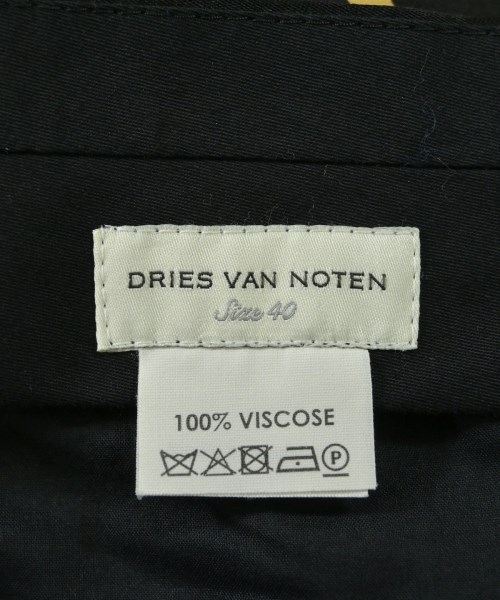 DRIES VAN NOTEN
Size 40
100% VISCOSE
P